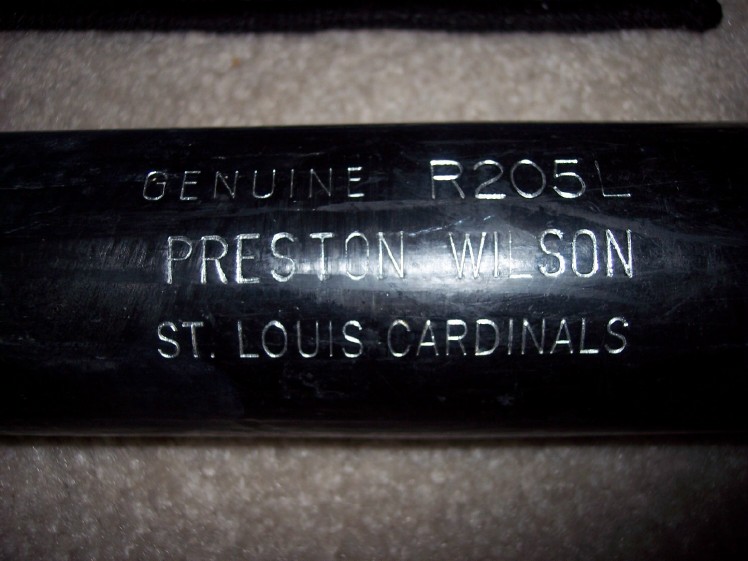 GENUINE R205L
PRESTON WILSON
ST. LOUIS CARDINALS